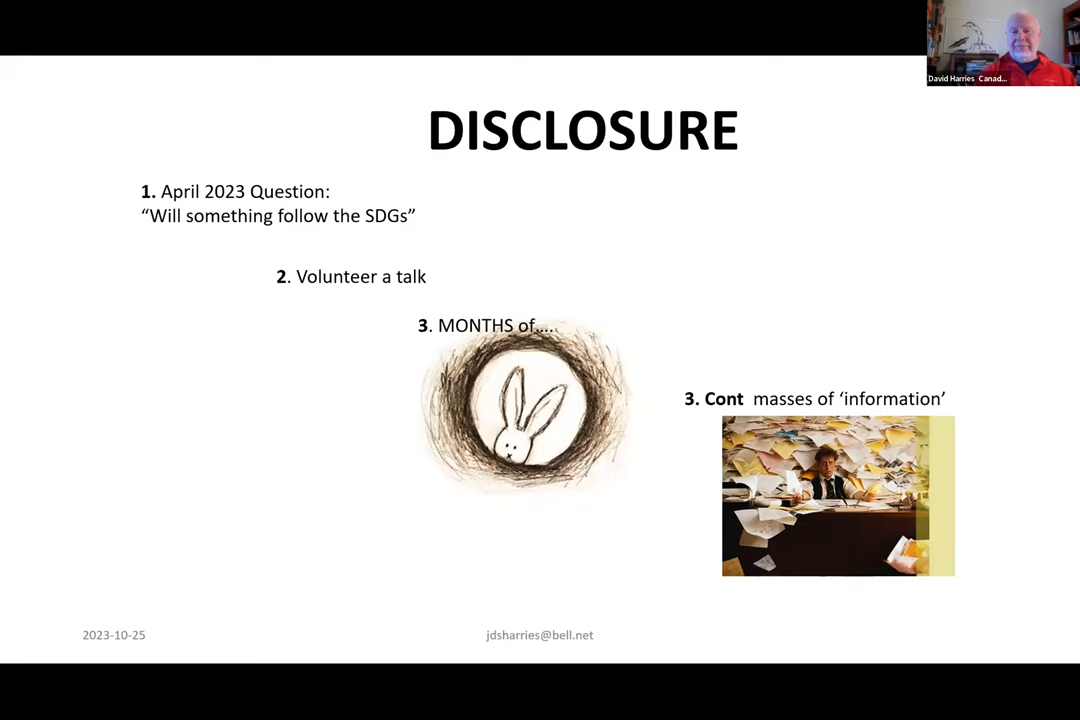 David Harries Canad...
DISCLOSURE
1. April 2023 Question:
“Will something follow the SDGs”
2. Volunteer a talk
3. MONTHS of….
3. Cont masses of ‘information’
2023-10-25
jdsharries@bell.net